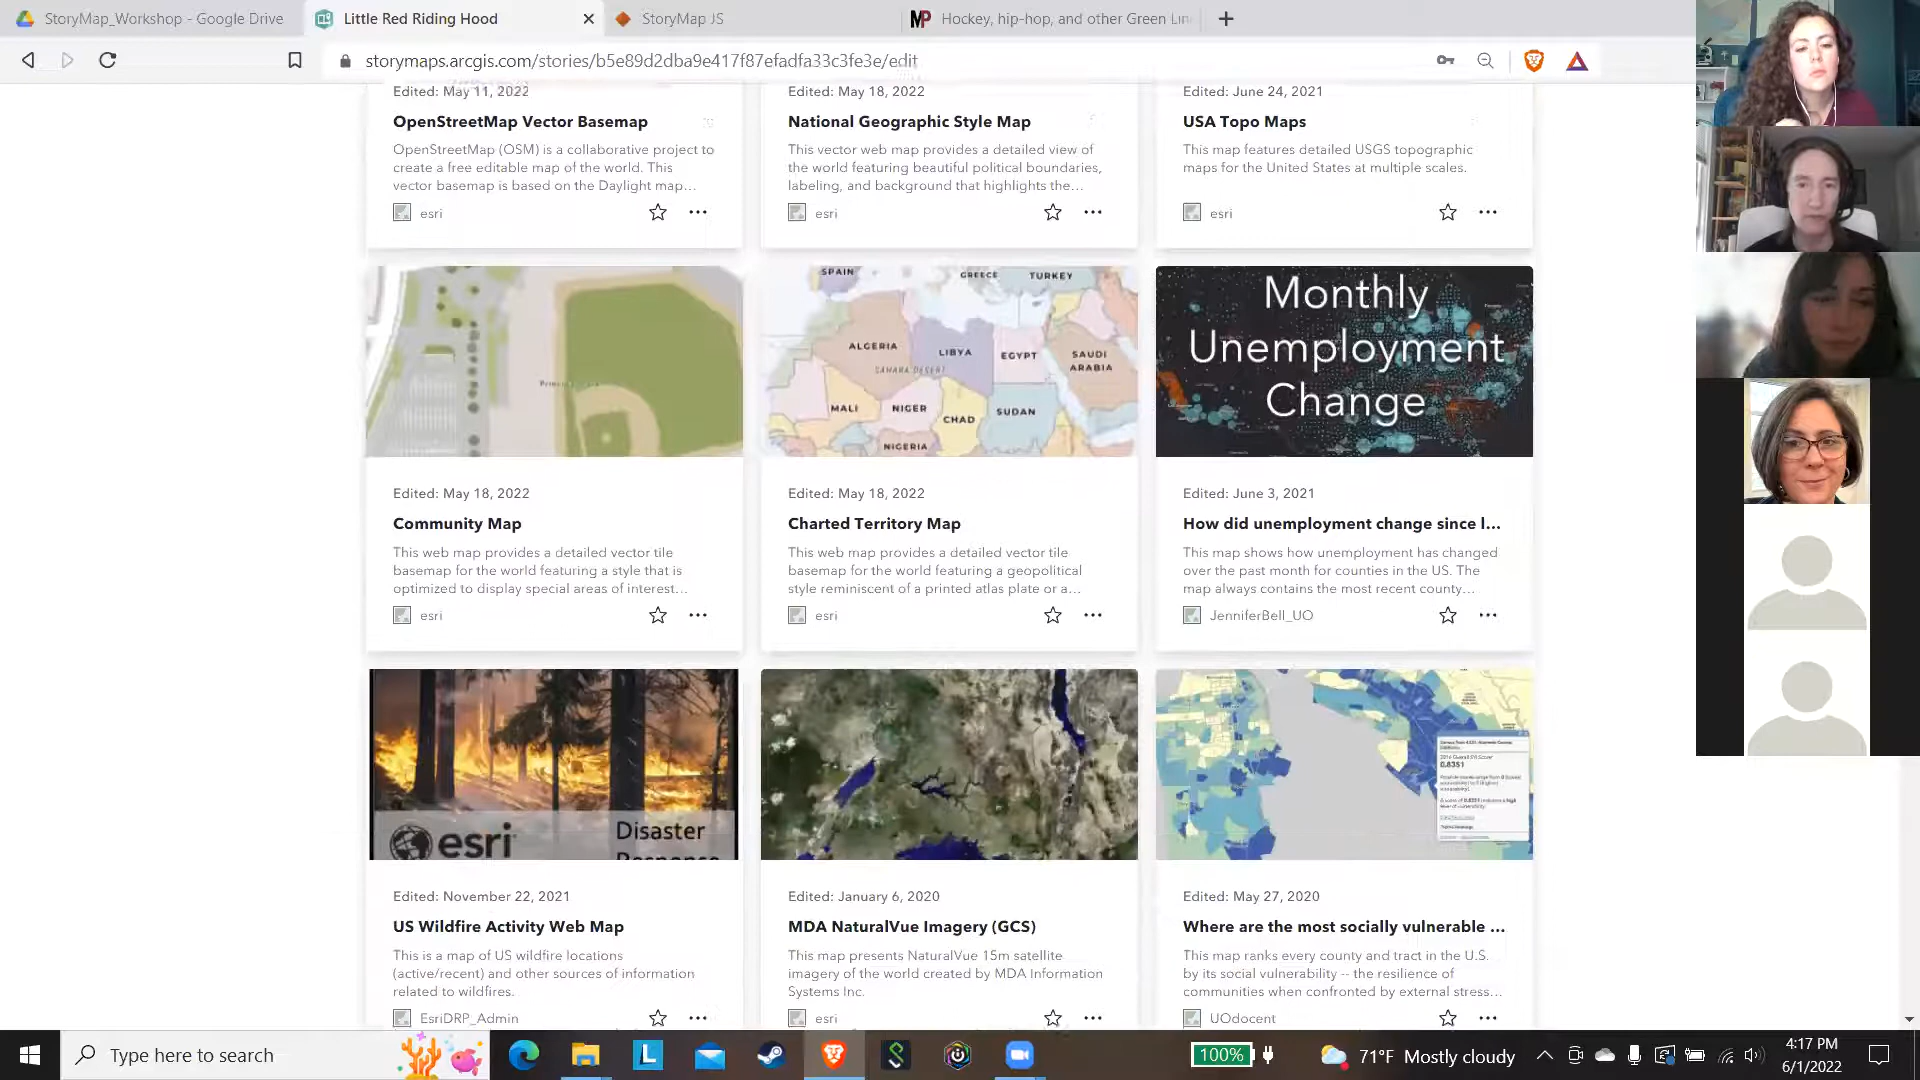 StoryMap_Workshop - Google Drive
Little Red Riding Hood
StoryMap JS
Hockey, hip-hop, and other Green Lin
storymaps.arcgis.com/stories/b5e89d2dba9e417f87efadfa33c3fe3e/edit
Edited: May 11, 2022
OpenStreetMap Vector Basemap
OpenStreetMap (OSM) is a collaborative project to
create a free editable map of the world. This
vector basemap is based on the Daylight map...
esri
Edited: May 18, 2022
National Geographic Style Map
This vector web map provides a detailed view of
the world featuring beautiful political boundaries,
labeling, and background that highlights the...
esri
Edited: June 24, 2021
USA Topo Maps
This map features detailed USGS topographic
maps for the United States at multiple scales.
esri
Edited: May 18, 2022
Community Map
This web map provides a detailed vector tile
basemap for the world featuring a style that is
optimized to display special areas of interest...
esri
SPAIN
GREECE
TURKEY
ALGERIA
LIBYA
EGYPT
SAUDI
ARABIA
SAHARA DESERT
MALI
NIGER
CHAD
SUDAN
NIGERIA
Edited: May 18, 2022
Charted Territory Map
This web map provides a detailed vector tile
basemap for the world featuring a geopolitical
style reminiscent of a printed atlas plate or a...
esri
Monthly
Unemployment
Change
Edited: June 3, 2021
How did unemployment change since l...
This map shows how unemployment has changed
over the past month for counties in the US. The
map always contains the most recent county...
JenniferBell_UO
esri
Disaster
Response
Edited: November 22, 2021
US Wildfire Activity Web Map
This is a map of US wildfire locations
(active/recent) and other sources of information
related to wildfires.
EsriDRP_Admin
Edited: January 6, 2020
MDA NaturalVue Imagery (GCS)
This map presents NaturalVue 15m satellite
imagery of the world created by MDA Information
Systems Inc.
esri
0.8351
Edited: May 27, 2020
Where are the most socially vulnerable ...
This map ranks every county and tract in the U.S.
by its social vulnerability -- the resilience of
communities when confronted by external stress...
UOdocent
Type here to search
100%
71°F Mostly cloudy
4:17 PM
6/1/2022